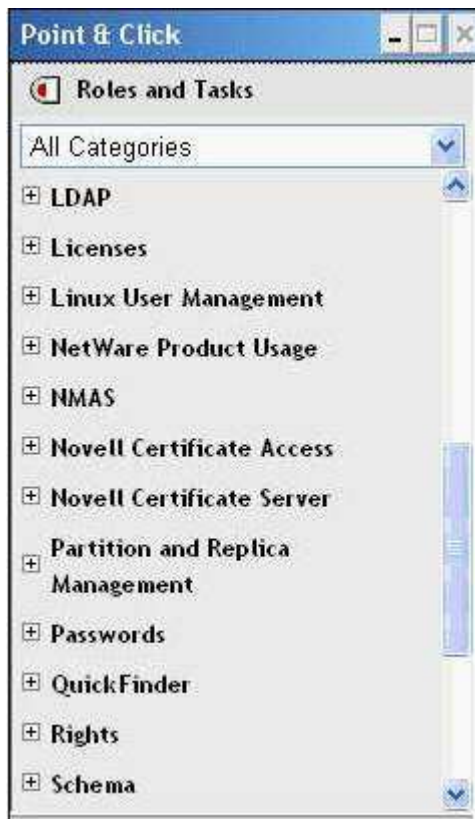 Point & Click
Roles and Tasks
All Categories
LDAP
Licenses
Linux User Management
NetWare Product Usage
NMAS
Novell Certificate Access
Novell Certificate Server
Partition and Replica
Management
Passwords
QuickFinder
Rights
Schema